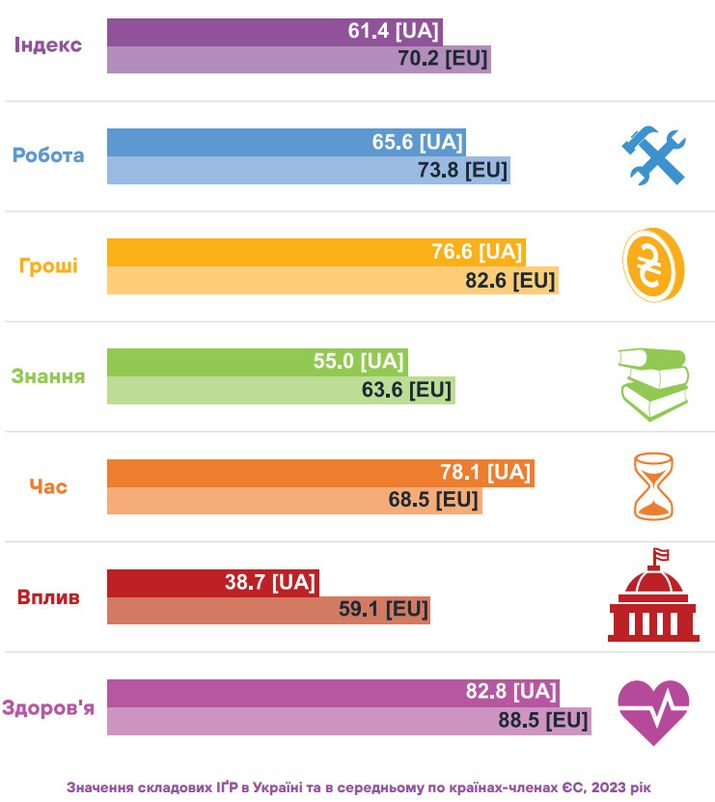 Індекс
61.4 [UA]
70.2 [EU]
Робота
65.6 [UA]
73.8 [EU]
Гроші
76.6 [UA]
82.6 [EU]
₴
Знання
55.0 [UA]
63.6 [EU]
Час
78.1 [UA]
68.5 [EU]
Вплив
38.7 [UA]
59.1 [EU]
Здоров'я
82.8 [UA]
88.5 [EU]
Значення складових ІҐР в Україні та в середньому по країнах-членах ЄС, 2023 рік